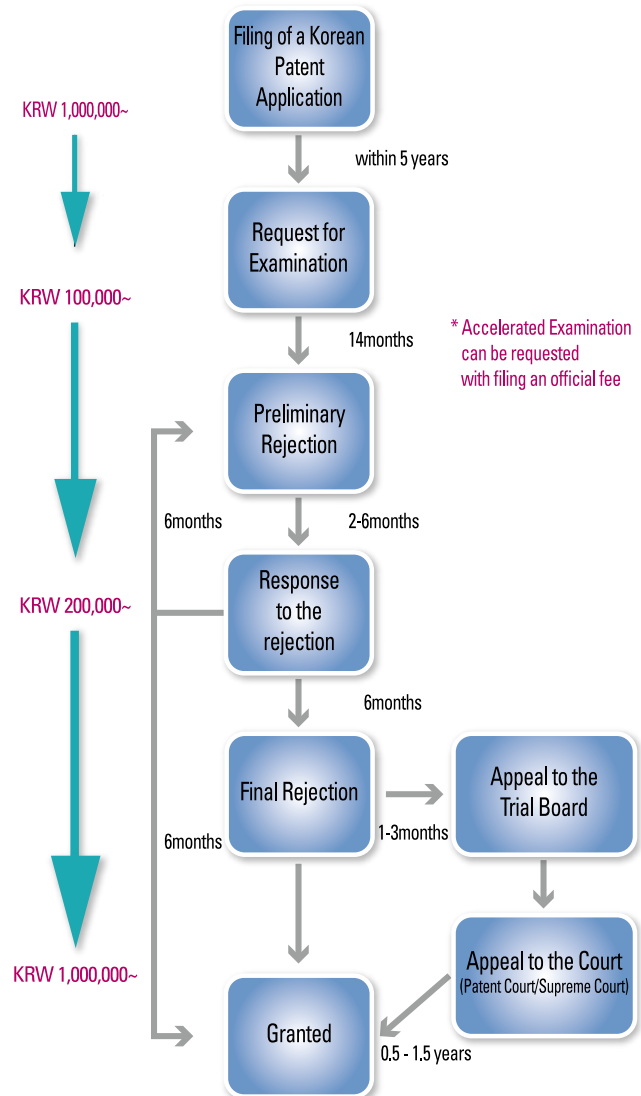 Filing of a Korean
Patent
Application
KRW 1,000,000~
within 5 years
Request for
Examination
KRW 100,000~
14months
* Accelerated Examination
can be requested
with filing an official fee
Preliminary
Rejection
6months
2-6months
Response
to the
rejection
KRW 200,000~
6months
Final Rejection
Appeal to the
Trial Board
1-3months
6months
Appeal to the Court
(Patent Court/Supreme Court)
KRW 1,000,000~
Granted
0.5 - 1.5 years